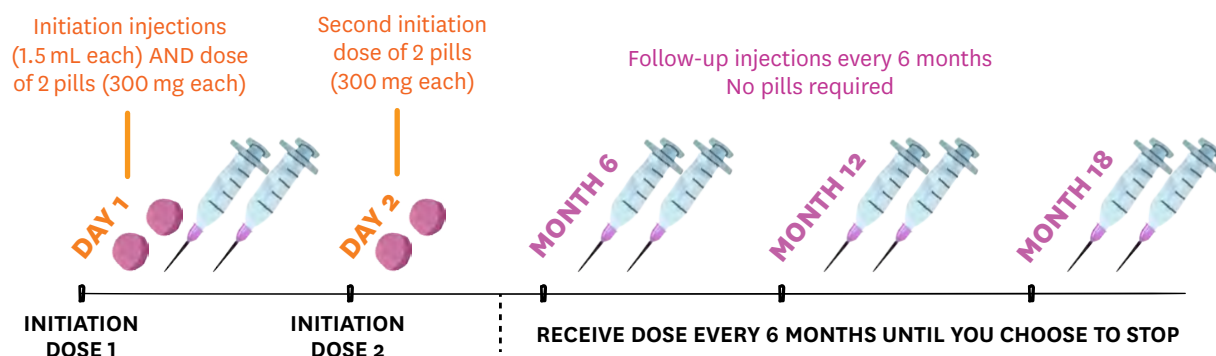 Initiation injections
(1.5 mL each) AND dose
of 2 pills (300 mg each)
Second initiation
dose of 2 pills
(300 mg each)
Follow-up injections every 6 months
No pills required
DAY 1
DAY 2
MONTH 6
MONTH 12
MONTH 18
INITIATION
DOSE 1
INITIATION
DOSE 2
RECEIVE DOSE EVERY 6 MONTHS UNTIL YOU CHOOSE TO STOP